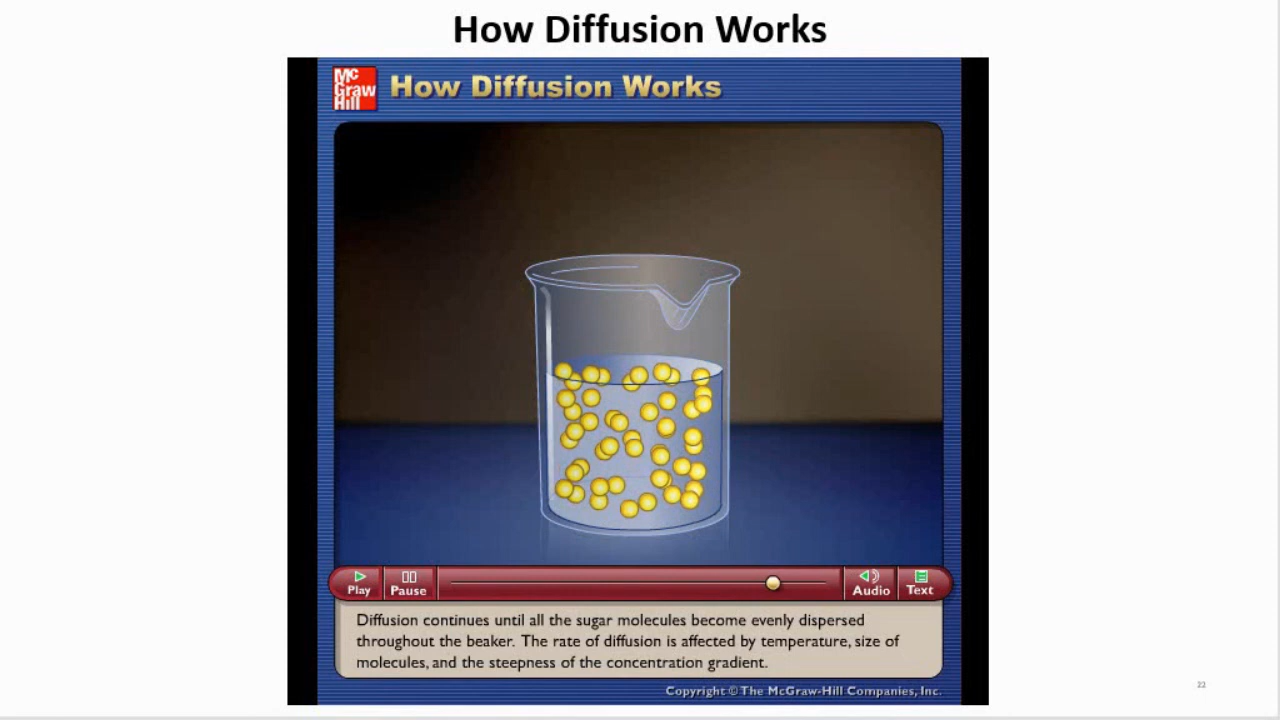 How Diffusion Works
Mc
Graw
Hill
How Diffusion Works
Play
Pause
Audio
Text
Diffusion continues until all the sugar molecules become evenly dispersed
throughout the beaker. The rate of diffusion is affected by temperature, size of
molecules, and the steepness of the concentration gradient.
Copyright © The McGraw-Hill Companies, Inc.
22